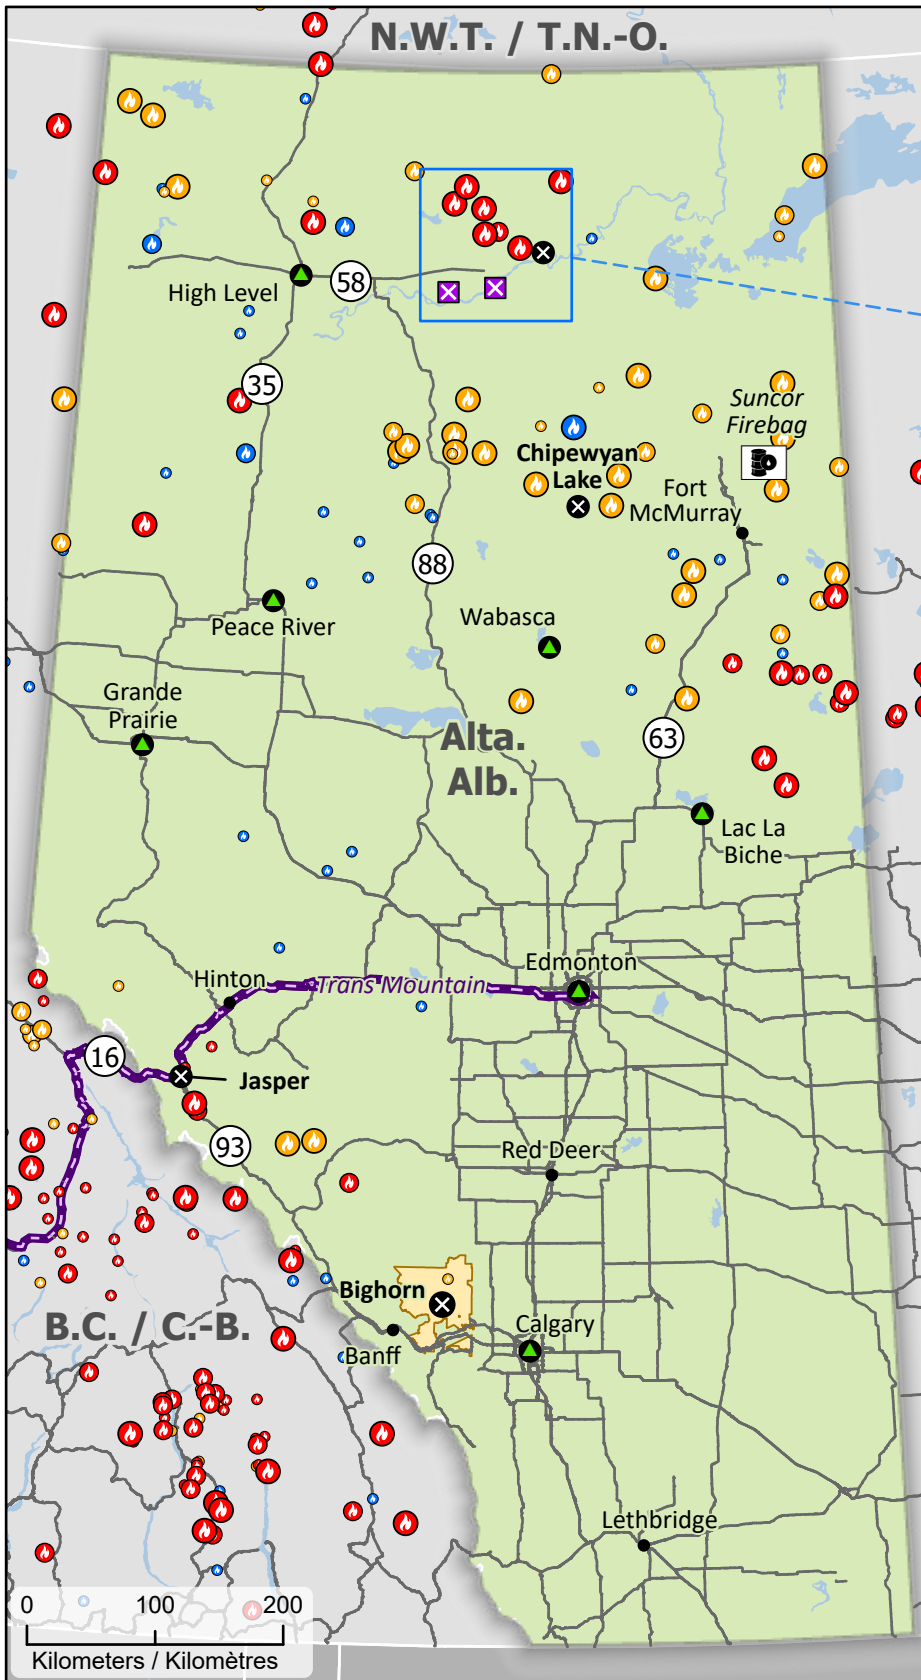 N.W.T. / T.N.-O.
High Level
58
35
Suncor
Firebag
Chipewyan
Lake
Fort
McMurray
88
Peace River
Wabasca
Grande
Prairie
Alta.
Alb.
63
Lac La
Biche
Edmonton
Hinton
Trans Mountain
16
Jasper
93
Red Deer
Bighorn
B.C. / C.-B.
Calgary
Banff
Lethbridge
0 100 200
Kilometers / Kilomètres